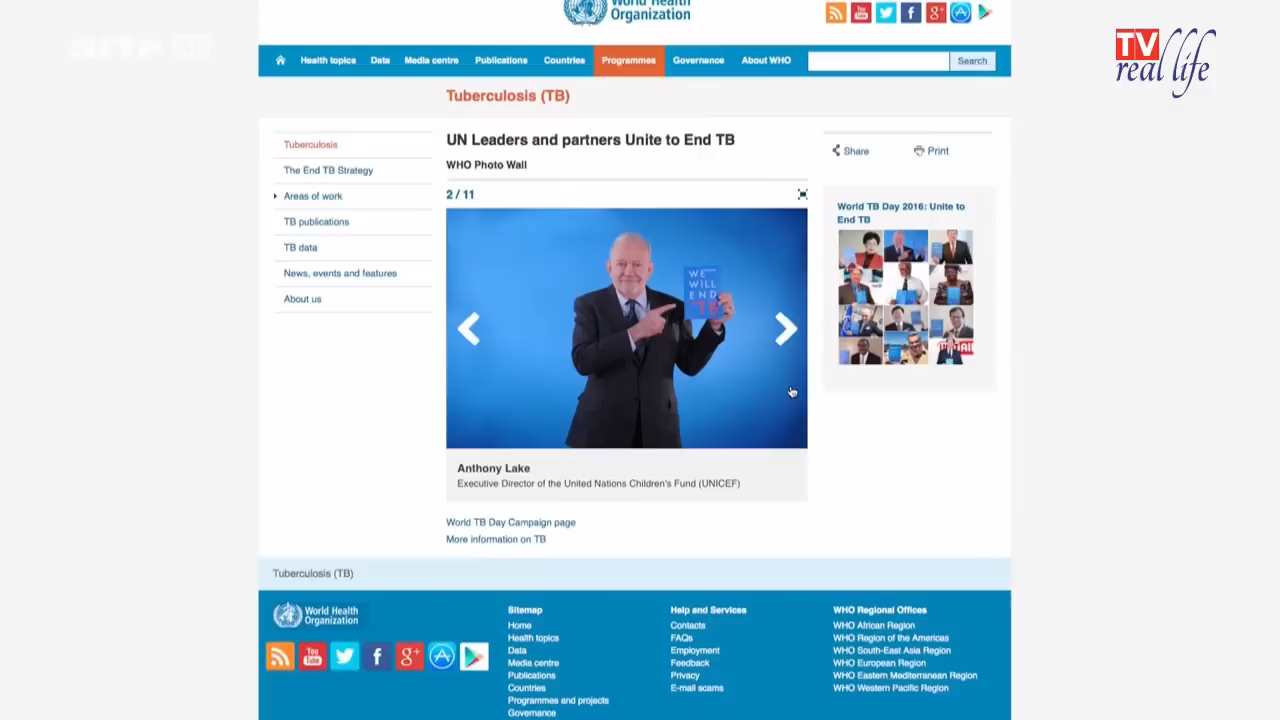 World Health
Organization
TV
real life
arte HD
Health topics Data Media centre Publications Countries Programmes Governance About WHO Search
Tuberculosis (TB)
Tuberculosis
The End TB Strategy
Areas of work
TB publications
TB data
News, events and features
About us
UN Leaders and partners Unite to End TB
WHO Photo Wall
2 / 11
WE
WILL
END
TB
Anthony Lake
Executive Director of the United Nations Children's Fund (UNICEF)
World TB Day Campaign page
More information on TB
Share Print
World TB Day 2016: Unite to
End TB
Tuberculosis (TB)
World Health
Organization
You
Tube
Sitemap
Home
Health topics
Data
Media centre
Publications
Countries
Programmes and projects
Governance
Help and Services
Contacts
FAQs
Employment
Feedback
Privacy
E-mail scams
WHO Regional Offices
WHO African Region
WHO Region of the Americas
WHO South-East Asia Region
WHO European Region
WHO Eastern Mediterranean Region
WHO Western Pacific Region